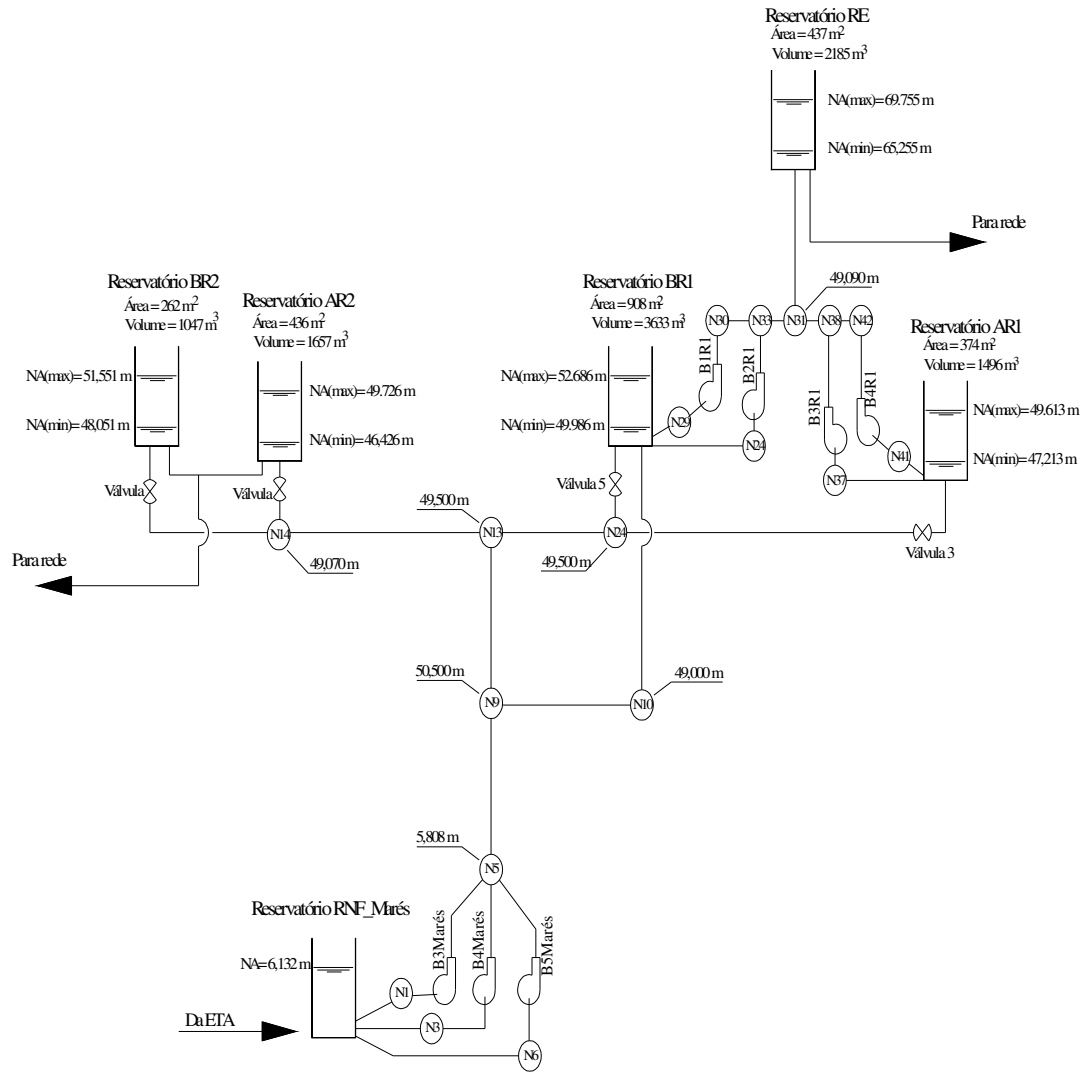 Reservatório RE
Área = 437 m²
Volume = 2185 m³
NA(max)= 69.755 m
NA(min)= 65,255 m
Para rede
Reservatório BR2
Área = 262 m²
Volume = 1047 m³
NA(max)= 51,551 m
NA(min)= 48,051 m
Válvula
Reservatório AR2
Área = 436 m²
Volume = 1657 m³
NA(max)= 49.726 m
NA(min)= 46,426 m
Válvula
Reservatório BR1
Área = 908 m²
Volume = 3633 m³
NA(max)= 52.686 m
NA(min)= 49.986 m
Válvula 5
49,090 m
N30
N33
N31
N38
N42
B1R1
B2R1
B3R1
B4R1
N29
N24
N37
N41
Reservatório AR1
Área = 374 m²
Volume = 1496 m³
NA(max)= 49.613 m
NA(min)= 47,213 m
Válvula 3
N14
49,070 m
49,500 m
N13
N24
49,500 m
Para rede
50,500 m
N9
N10
49,000 m
5,808 m
N5
Reservatório RNF_Marés
NA= 6,132 m
B3Marés
B4Marés
B5Marés
N1
N3
N6
Da ETA